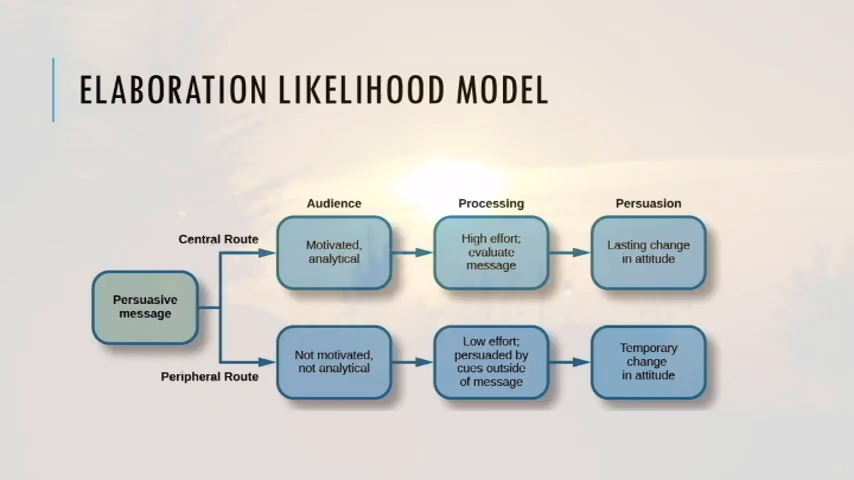 ELABORATION LIKELIHOOD MODEL
Audience
Processing
Persuasion
Central Route
Motivated,
analytical
High effort;
evaluate
message
Lasting change
in attitude
Persuasive
message
Peripheral Route
Not motivated,
not analytical
Low effort;
persuaded by
cues outside
of message
Temporary
change
in attitude